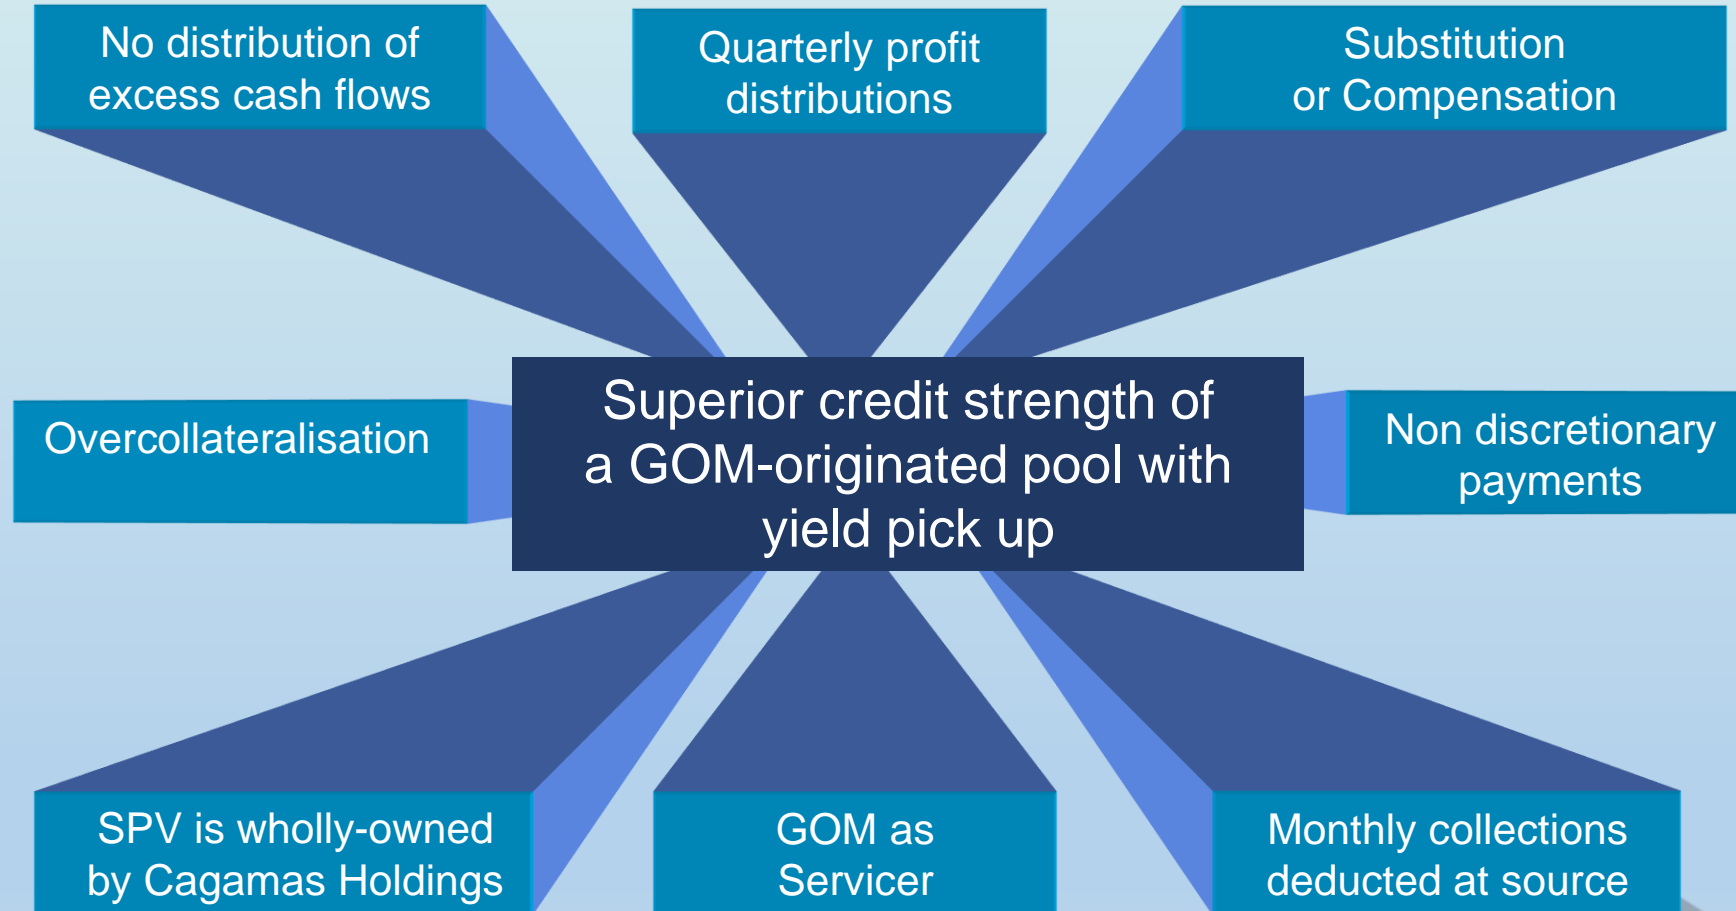 No distribution of
excess cash flows
Quarterly profit
distributions
Substitution
or Compensation
Overcollateralisation
Superior credit strength of
a GOM-originated pool with
yield pick up
Non discretionary
payments
SPV is wholly-owned
by Cagamas Holdings
GOM as
Servicer
Monthly collections
deducted at source